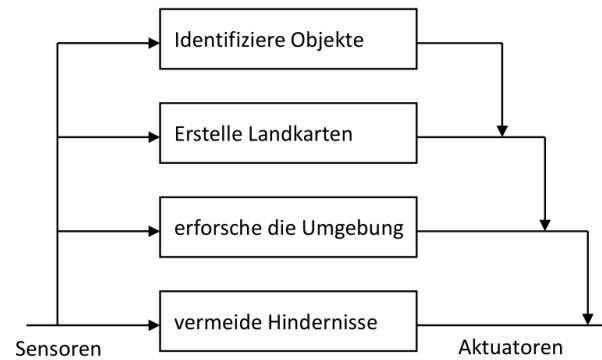 Identifiziere Objekte
Erstelle Landkarten
erforsche die Umgebung
vermeide Hindernisse
Sensoren
Aktuatoren